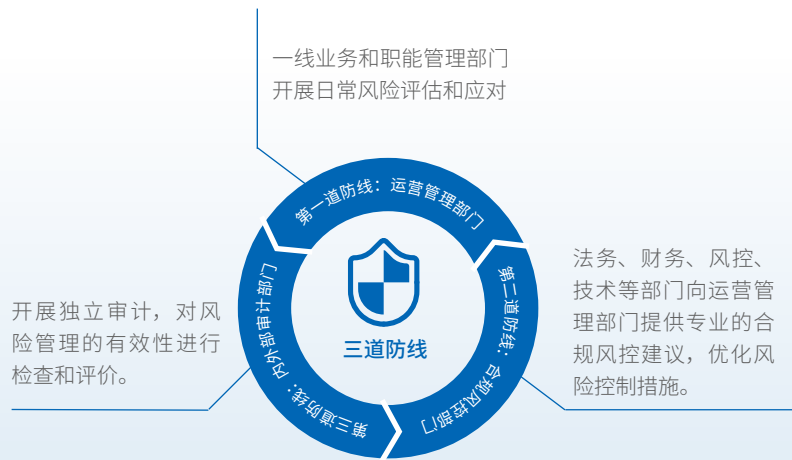 一线业务和职能管理部门
开展日常风险评估和应对
第一道防线：运营管理部门
三道防线
第二道防线：合规风控部门
法务、财务、风控、
技术等部门向运营管
理部门提供专业的合
规风控建议，优化风
险控制措施。
第三道防线：内外部审计部门
开展独立审计，对风
险管理的有效性进行
检查和评价。